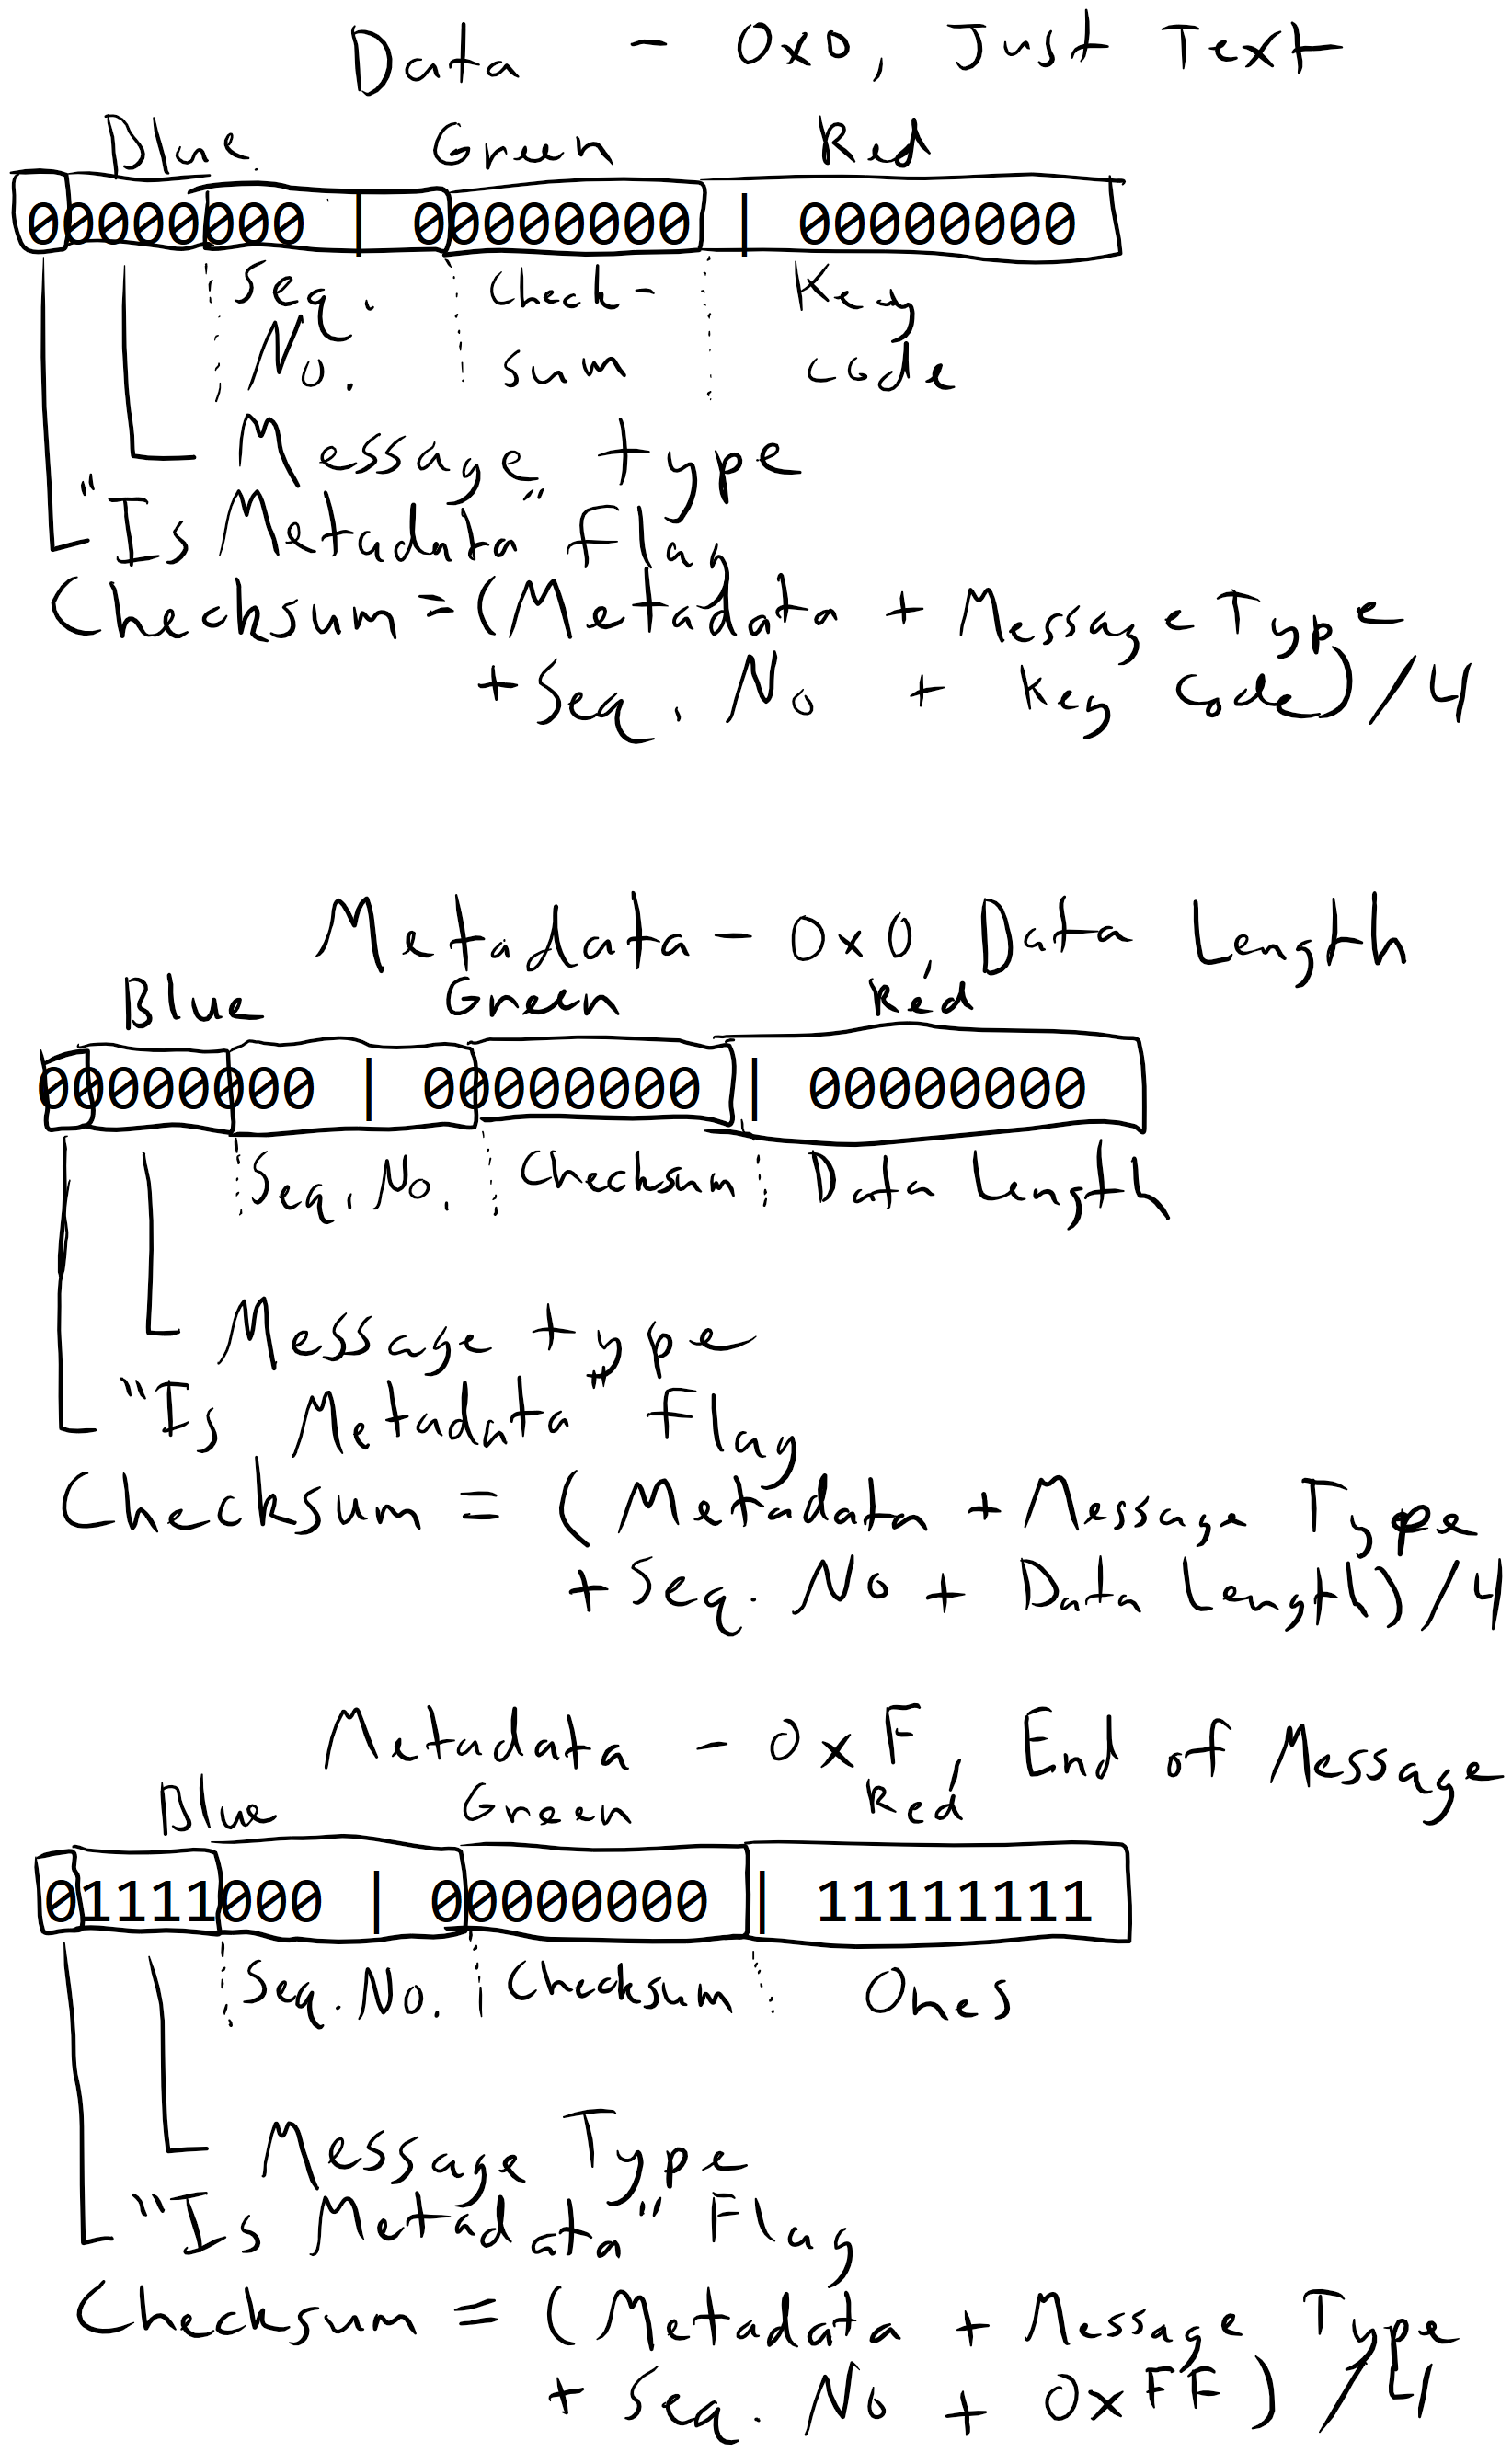 Data - 0x0, Just Text
Blue Green Red
00000000 | 00000000 | 00000000
Seq. Check- Key
No. sum code
Message type
"Is Metadata" Flag
Checksum = (Metadata + Message Type
+ Seq. No + Key code) / 4
Metadata - 0x0, Data Length
Blue Green Red
00000000 | 00000000 | 00000000
Seq. No. Checksum Data Length
Message type
"Is Metadata" Flag
Checksum = (Metadata + Message Type
+ Seq. No + Data Length) / 4
Metadata - 0xF, End of Message
Blue Green Red
01111000 | 00000000 | 11111111
Seq. No. Checksum Ones
Message Type
"Is Metadata" Flag
Checksum = (Metadata + Message Type
+ Seq. No + 0xFF) / 4